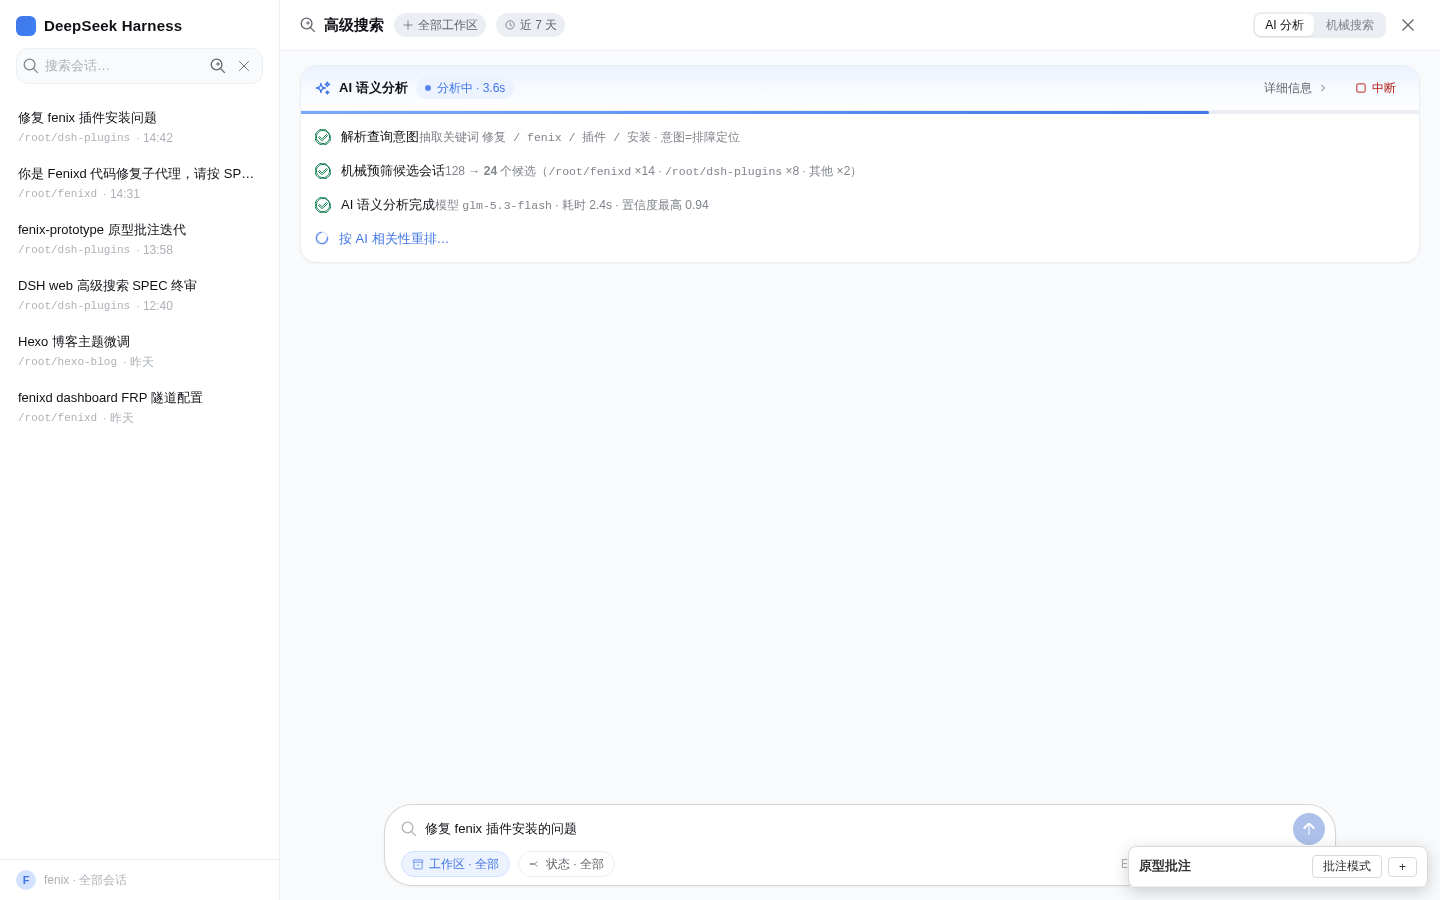 DeepSeek Harness
搜索会话…
修复 fenix 插件安装问题
/root/dsh-plugins · 14:42
你是 Fenixd 代码修复子代理，请按 SP…
/root/fenixd · 14:31
fenix-prototype 原型批注迭代
/root/dsh-plugins · 13:58
DSH web 高级搜索 SPEC 终审
/root/dsh-plugins · 12:40
Hexo 博客主题微调
/root/hexo-blog · 昨天
fenixd dashboard FRP 隧道配置
/root/fenixd · 昨天
F fenix · 全部会话
高级搜索 全部工作区 近 7 天 AI 分析 机械搜索
AI 语义分析 分析中 · 3.6s 详细信息 中断
解析查询意图抽取关键词 修复 / fenix / 插件 / 安装 · 意图=排障定位
机械预筛候选会话128 → 24 个候选（/root/fenixd ×14 · /root/dsh-plugins ×8 · 其他 ×2）
AI 语义分析完成模型 glm-5.3-flash · 耗时 2.4s · 置信度最高 0.94
按 AI 相关性重排…
修复 fenix 插件安装的问题
工作区 · 全部 状态 · 全部
原型批注 批注模式 +